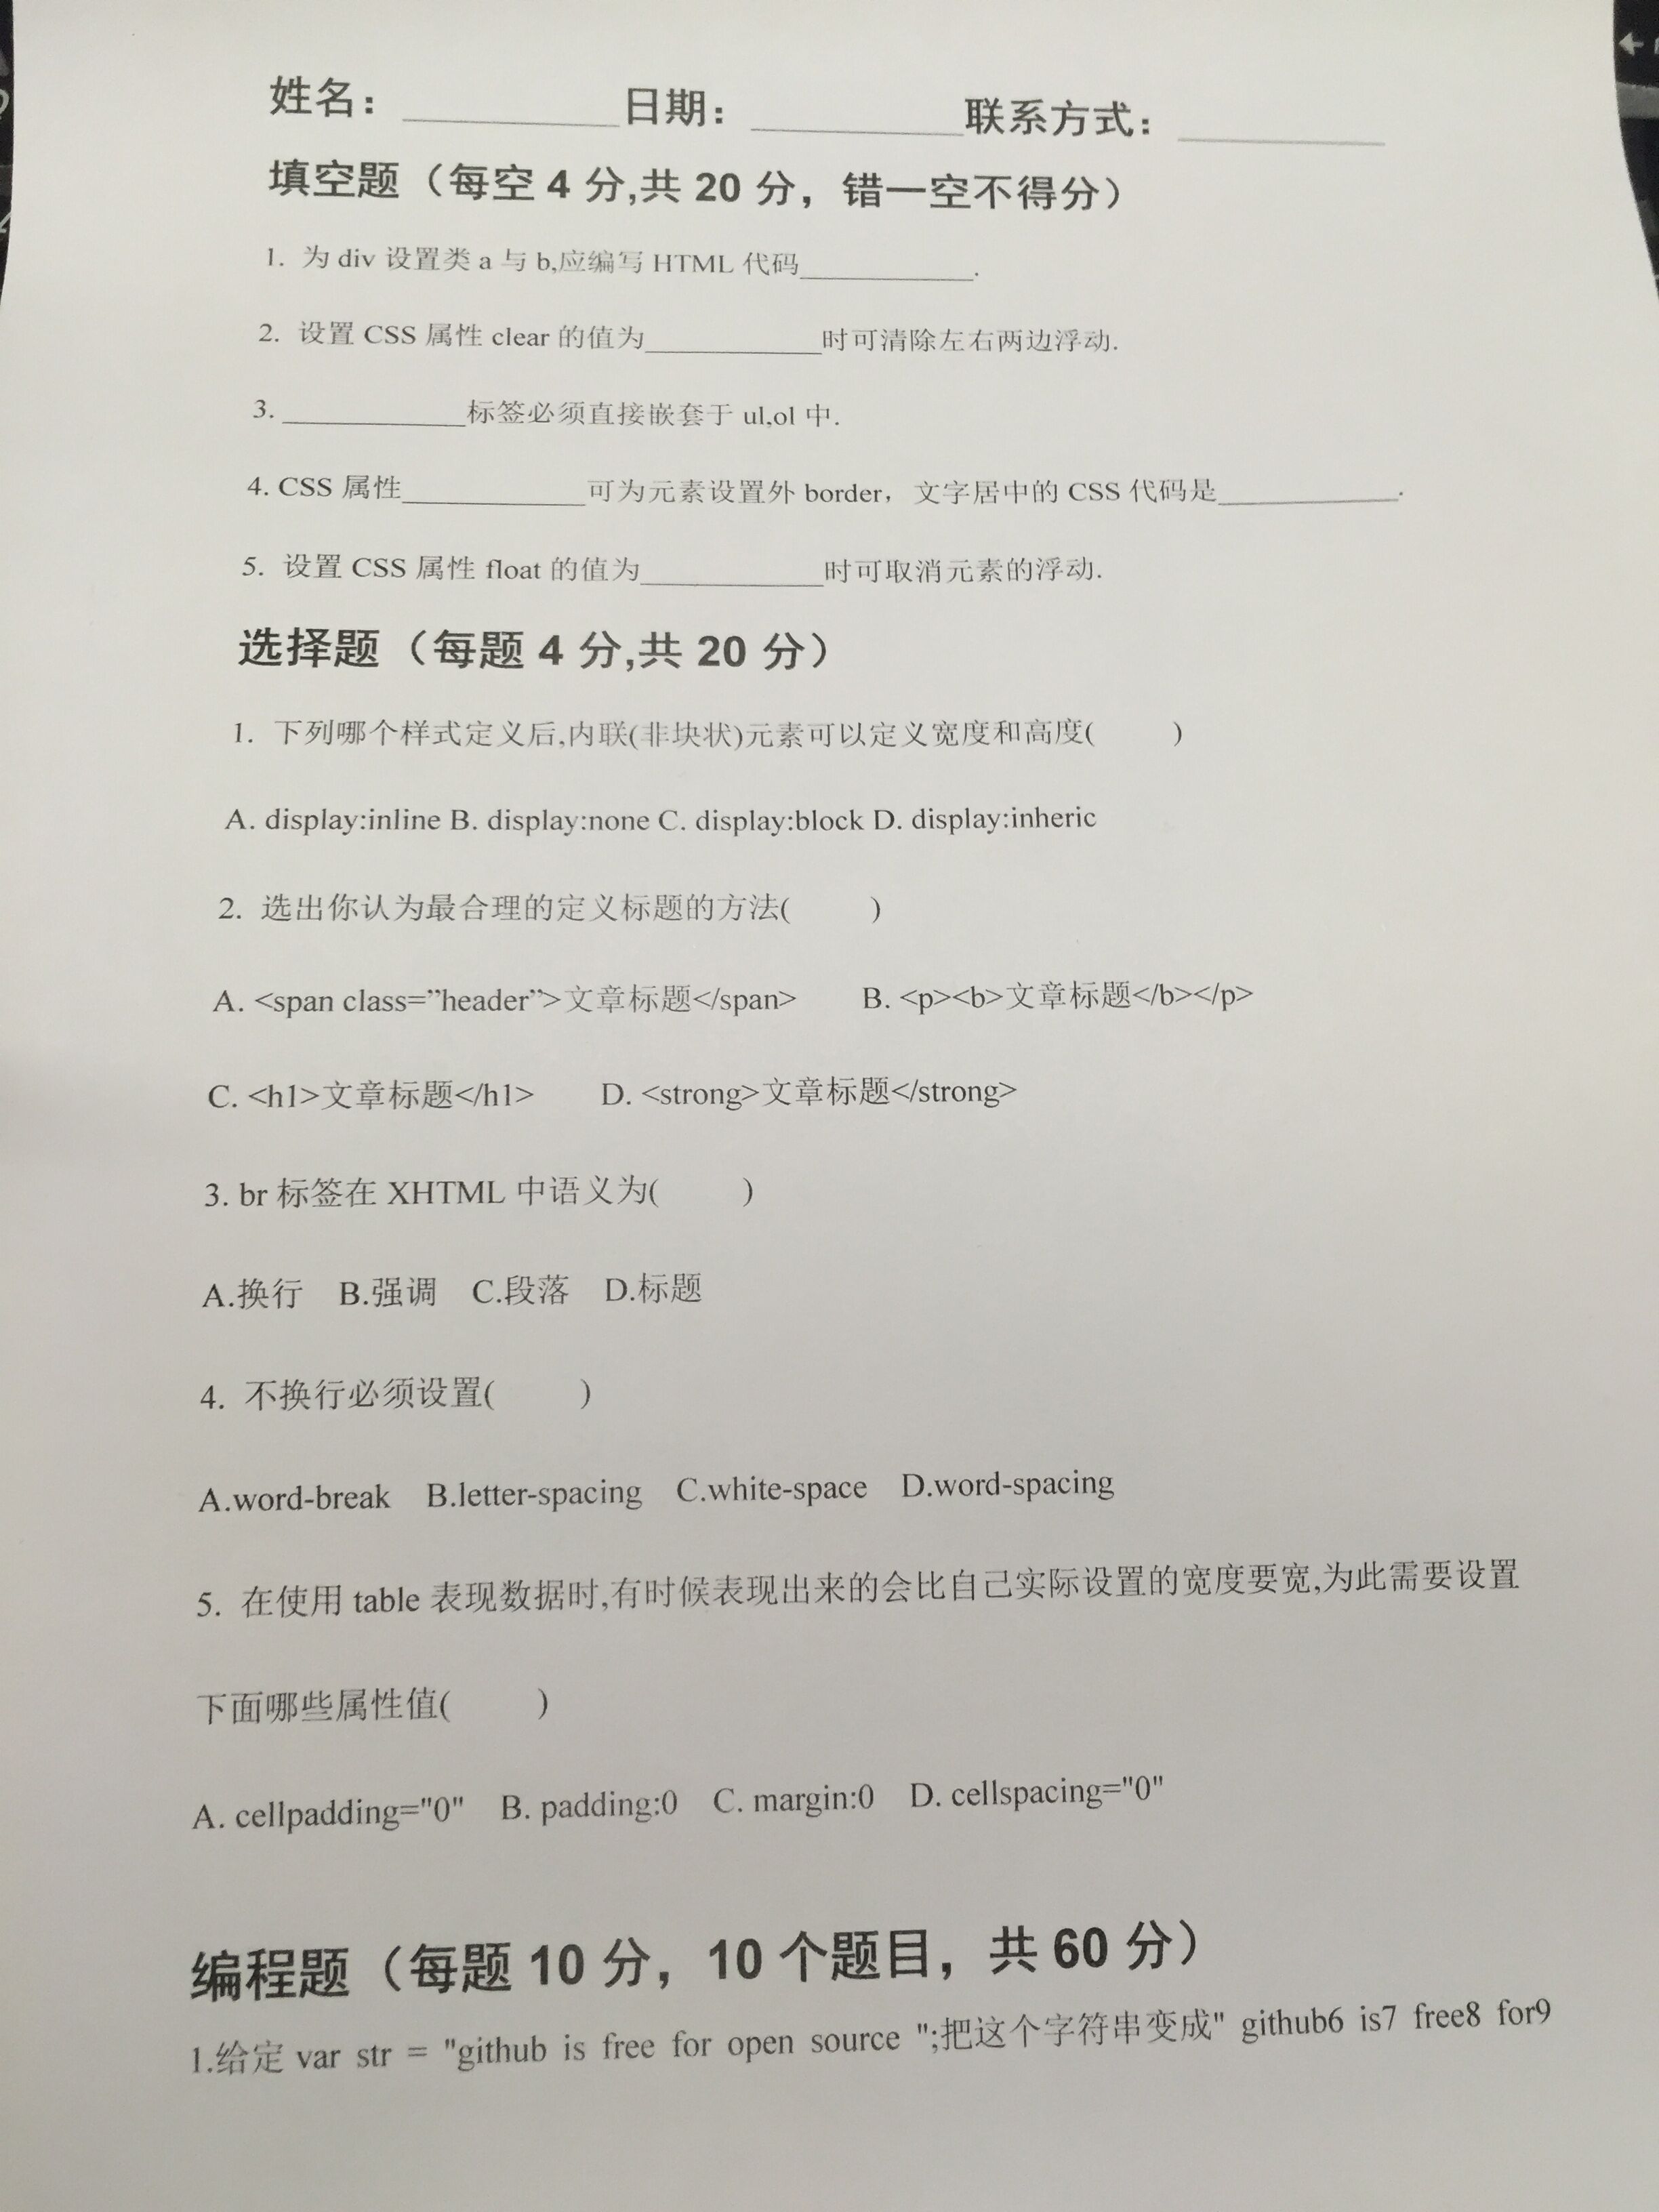 姓名：__________日期：__________联系方式：__________
填空题（每空 4 分,共 20 分，错一空不得分）
1. 为 div 设置类 a 与 b,应编写 HTML 代码__________.
2. 设置 CSS 属性 clear 的值为__________时可清除左右两边浮动.
3. __________标签必须直接嵌套于 ul,ol 中.
4. CSS 属性__________可为元素设置外 border，文字居中的 CSS 代码是__________.
5. 设置 CSS 属性 float 的值为__________时可取消元素的浮动.
选择题（每题 4 分,共 20 分）
1. 下列哪个样式定义后,内联(非块状)元素可以定义宽度和高度( )
A. display:inline B. display:none C. display:block D. display:inheric
2. 选出你认为最合理的定义标题的方法( )
A. <span class=”header”>文章标题</span> B. <p><b>文章标题</b></p>
C. <h1>文章标题</h1> D. <strong>文章标题</strong>
3. br 标签在 XHTML 中语义为( )
A.换行 B.强调 C.段落 D.标题
4. 不换行必须设置( )
A.word-break B.letter-spacing C.white-space D.word-spacing
5. 在使用 table 表现数据时,有时候表现出来的会比自己实际设置的宽度要宽,为此需要设置
下面哪些属性值( )
A. cellpadding="0" B. padding:0 C. margin:0 D. cellspacing="0"
编程题（每题 10 分，10 个题目，共 60 分）
1.给定 var str = "github is free for open source ";把这个字符串变成" github6 is7 free8 for9